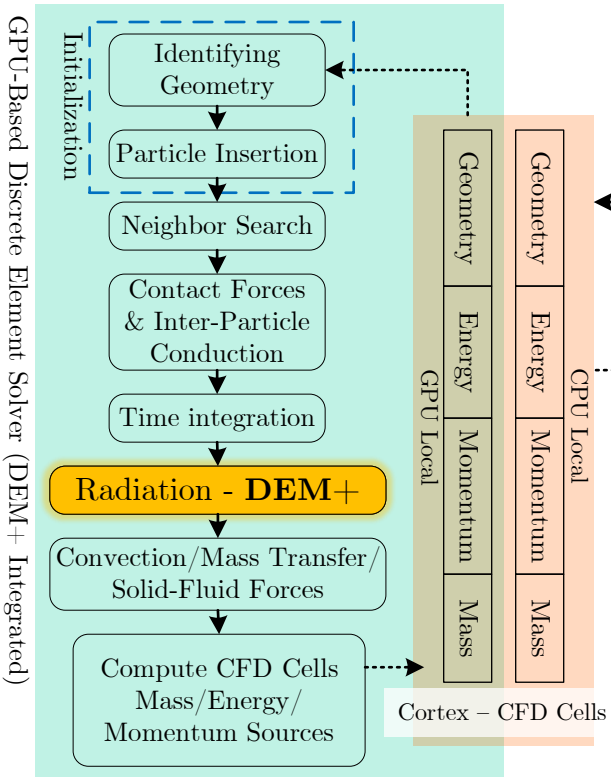 GPU-Based Discrete Element Solver (DEM+ Integrated)
Initialization
Identifying
Geometry
Particle Insertion
Neighbor Search
Contact Forces
& Inter-Particle
Conduction
Time integration
Radiation - DEM+
Convection/Mass Transfer/
Solid-Fluid Forces
Compute CFD Cells
Mass/Energy/
Momentum Sources
GPU Local
Geometry
Energy
Momentum
Mass
Geometry
Energy
Momentum
Mass
CPU Local
Cortex – CFD Cells